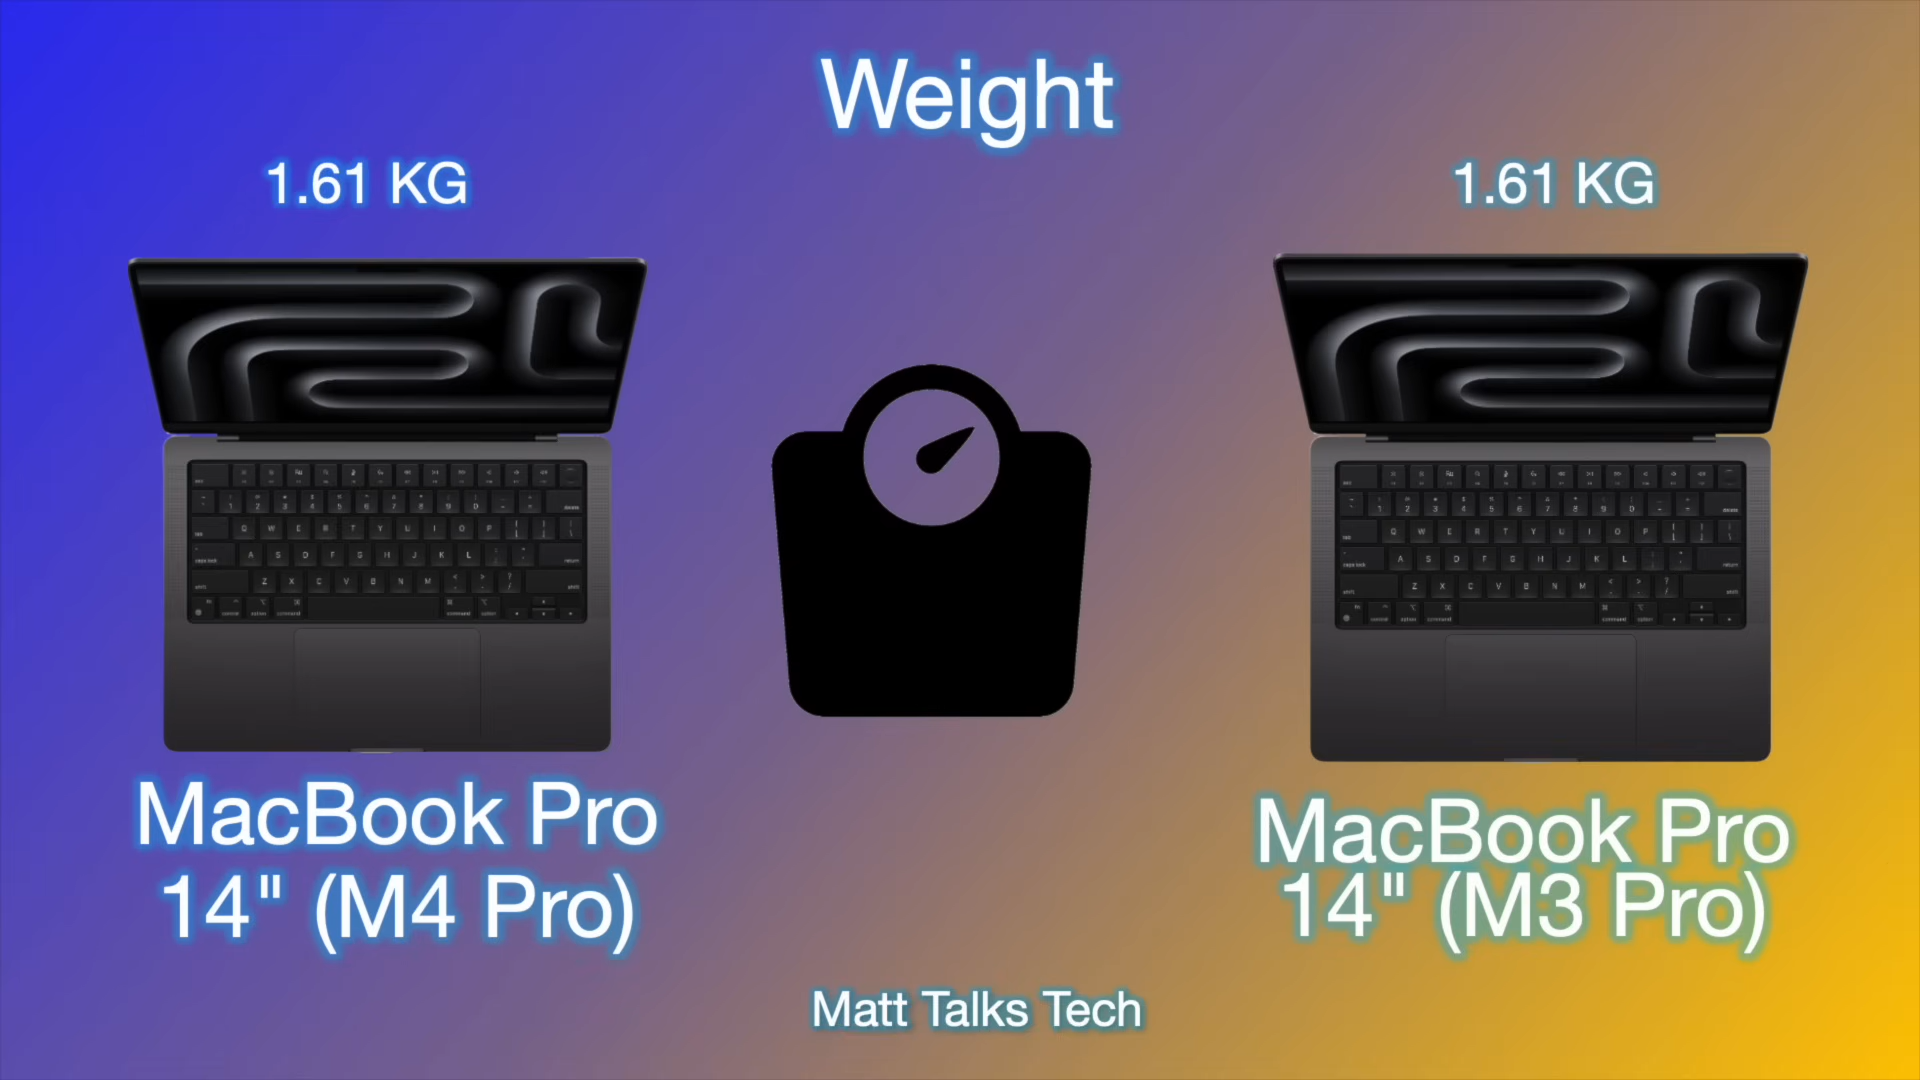 Weight
1.61 KG
1.61 KG
MacBook Pro
14" (M4 Pro)
MacBook Pro
14" (M3 Pro)
Matt Talks Tech